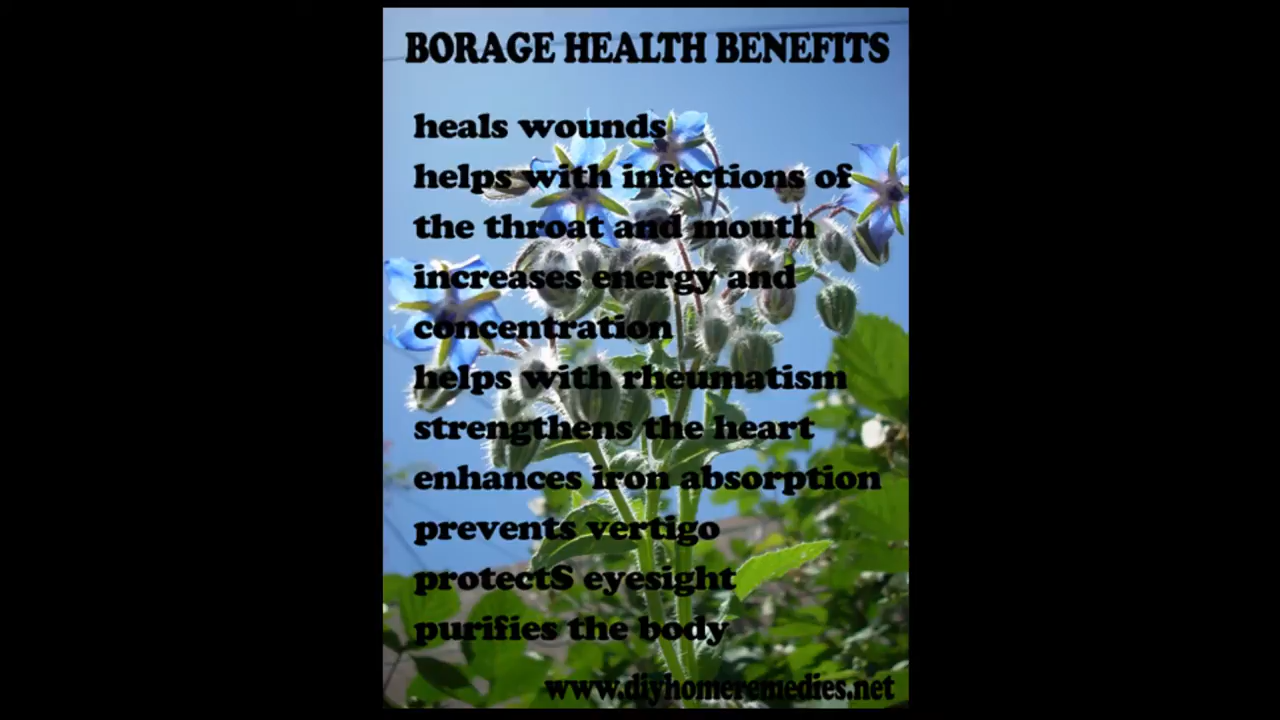 BORAGE HEALTH BENEFITS
heals wounds
helps with infections of
the throat and mouth
increases energy and
concentration
helps with rheumatism
strengthens the heart
enhances iron absorption
prevents vertigo
protectS eyesight
purifies the body
www.diyhomeremedies.net